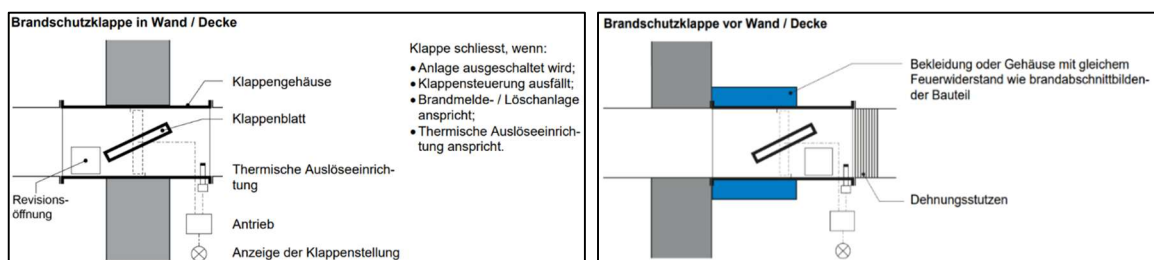 Brandschutzklappe in Wand / Decke
Klappe schliesst, wenn:
• Anlage ausgeschaltet wird;
• Klappensteuerung ausfällt;
• Brandmelde- / Löschanlage
anspricht;
• Thermische Auslöseeinrich-
tung anspricht.
Klappengehäuse
Klappenblatt
Thermische Auslöseeinrich-
tung
Revisions-
öffnung
Antrieb
Anzeige der Klappenstellung
Brandschutzklappe vor Wand / Decke
Bekleidung oder Gehäuse mit gleichem
Feuerwiderstand wie brandabschnittbilden-
der Bauteil
Dehnungsstutzen